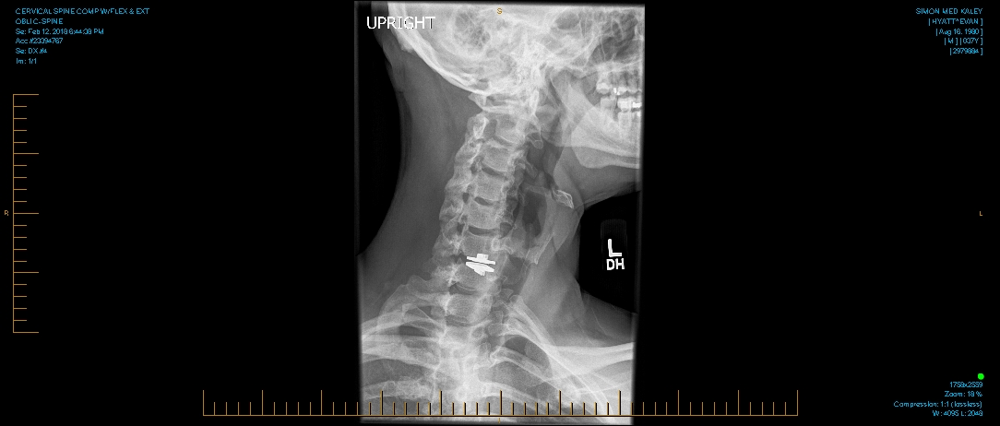 CERVICAL SPINE COMP W/FLEX & EXT
OBLIC-SPINE
Se: Feb 12, 2018 6:44:38 PM
Acc #23394767
Se: DX #4
Im: 1/1
UPRIGHT
S
SIMON MED KALEY
[ HYATT^EVAN ]
[ Aug 16, 1980 ]
[ M ] [ 037Y ]
[ 2979884 ]
R
L
L
DH
1758x2559
Zoom: 18 %
Compression: 1:1 (lossless)
W: 4095 L: 2048